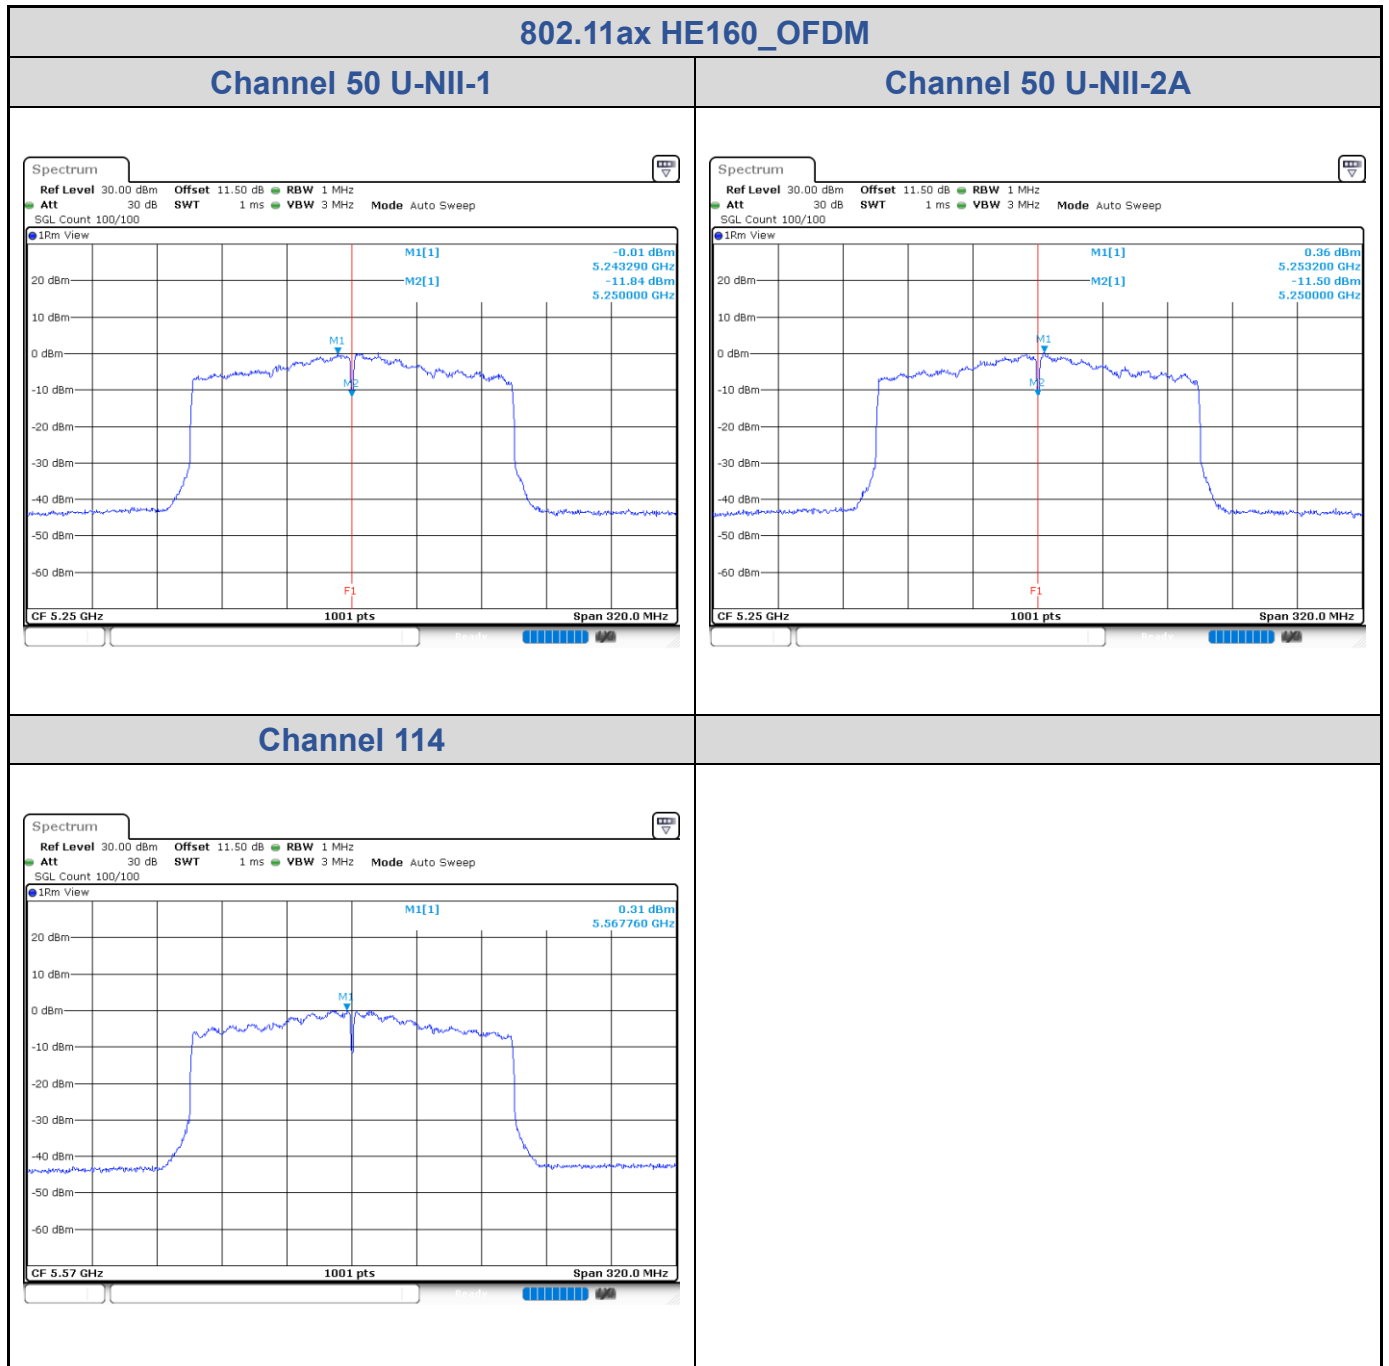 802.11ax HE160_OFDM
Channel 50 U-NII-1
Channel 50 U-NII-2A
Spectrum
Ref Level 30.00 dBm Offset 11.50 dB RBW 1 MHz
Att 30 dB SWT 1 ms VBW 3 MHz Mode Auto Sweep
SGL Count 100/100
1Rm View
M1[1] -0.01 dBm
5.243290 GHz
M2[1] -11.84 dBm
5.250000 GHz
20 dBm
10 dBm
M1
0 dBm
M2
-10 dBm
-20 dBm
-30 dBm
-40 dBm
-50 dBm
-60 dBm
F1
CF 5.25 GHz 1001 pts Span 320.0 MHz
Ready
Spectrum
Ref Level 30.00 dBm Offset 11.50 dB RBW 1 MHz
Att 30 dB SWT 1 ms VBW 3 MHz Mode Auto Sweep
SGL Count 100/100
1Rm View
M1[1] 0.36 dBm
5.253200 GHz
M2[1] -11.50 dBm
5.250000 GHz
20 dBm
10 dBm
M1
0 dBm
M2
-10 dBm
-20 dBm
-30 dBm
-40 dBm
-50 dBm
-60 dBm
F1
CF 5.25 GHz 1001 pts Span 320.0 MHz
Ready
Channel 114
Spectrum
Ref Level 30.00 dBm Offset 11.50 dB RBW 1 MHz
Att 30 dB SWT 1 ms VBW 3 MHz Mode Auto Sweep
SGL Count 100/100
1Rm View
M1[1] 0.31 dBm
5.567760 GHz
20 dBm
10 dBm
M1
0 dBm
-10 dBm
-20 dBm
-30 dBm
-40 dBm
-50 dBm
-60 dBm
CF 5.57 GHz 1001 pts Span 320.0 MHz
Ready